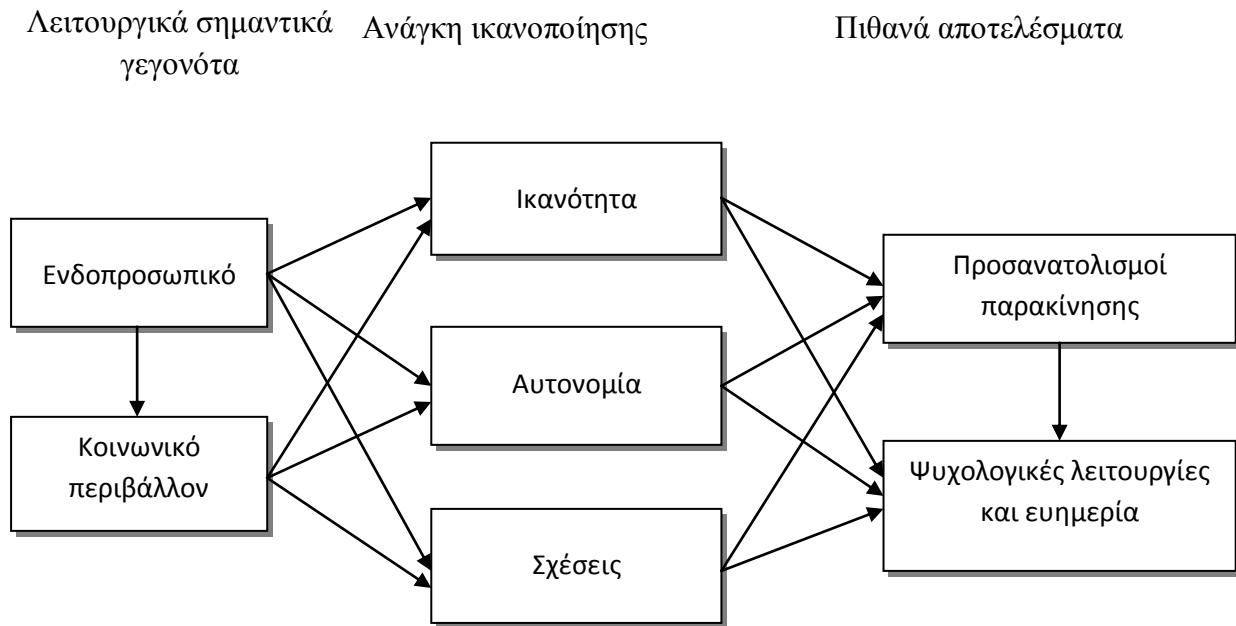 Λειτουργικά σημαντικά
γεγονότα
Ανάγκη ικανοποίησης
Πιθανά αποτελέσματα
Ενδοπροσωπικό
Κοινωνικό
περιβάλλον
Ικανότητα
Αυτονομία
Σχέσεις
Προσανατολισμοί
παρακίνησης
Ψυχολογικές λειτουργίες
και ευημερία